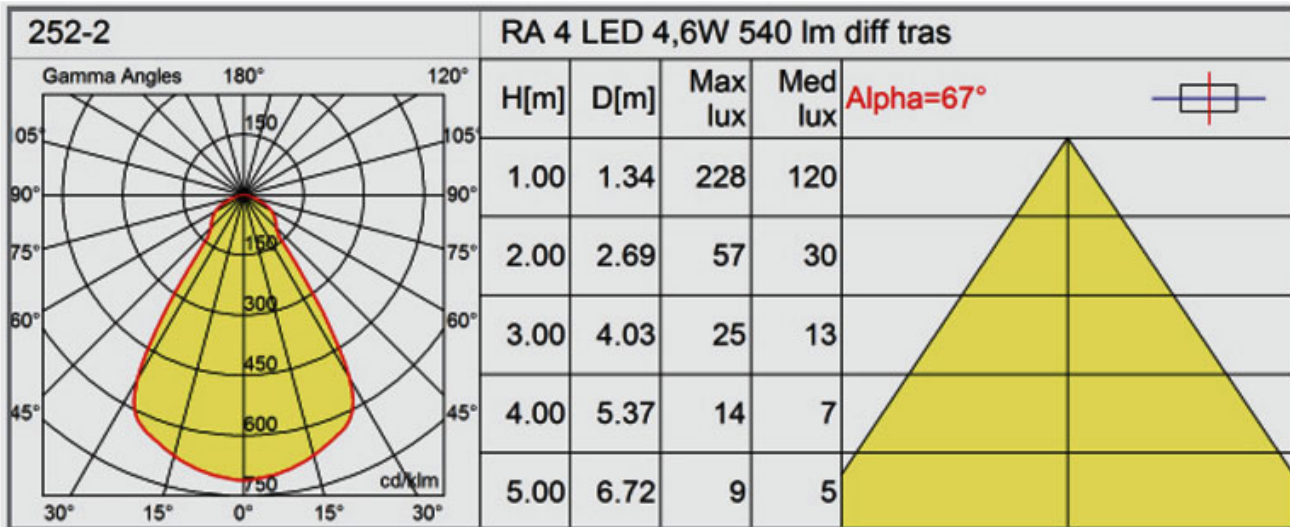 252-2
RA 4 LED 4,6W 540 lm diff tras
Gamma Angles 180° 120°
150
105° 105°
90° 90°
150
75° 75°
300
60° 60°
450
45° 45°
600
750 cd/klm
30° 15° 0° 15° 30°
H[m] D[m] Max lux Med lux
1.00 1.34 228 120
2.00 2.69 57 30
3.00 4.03 25 13
4.00 5.37 14 7
5.00 6.72 9 5
Alpha=67°